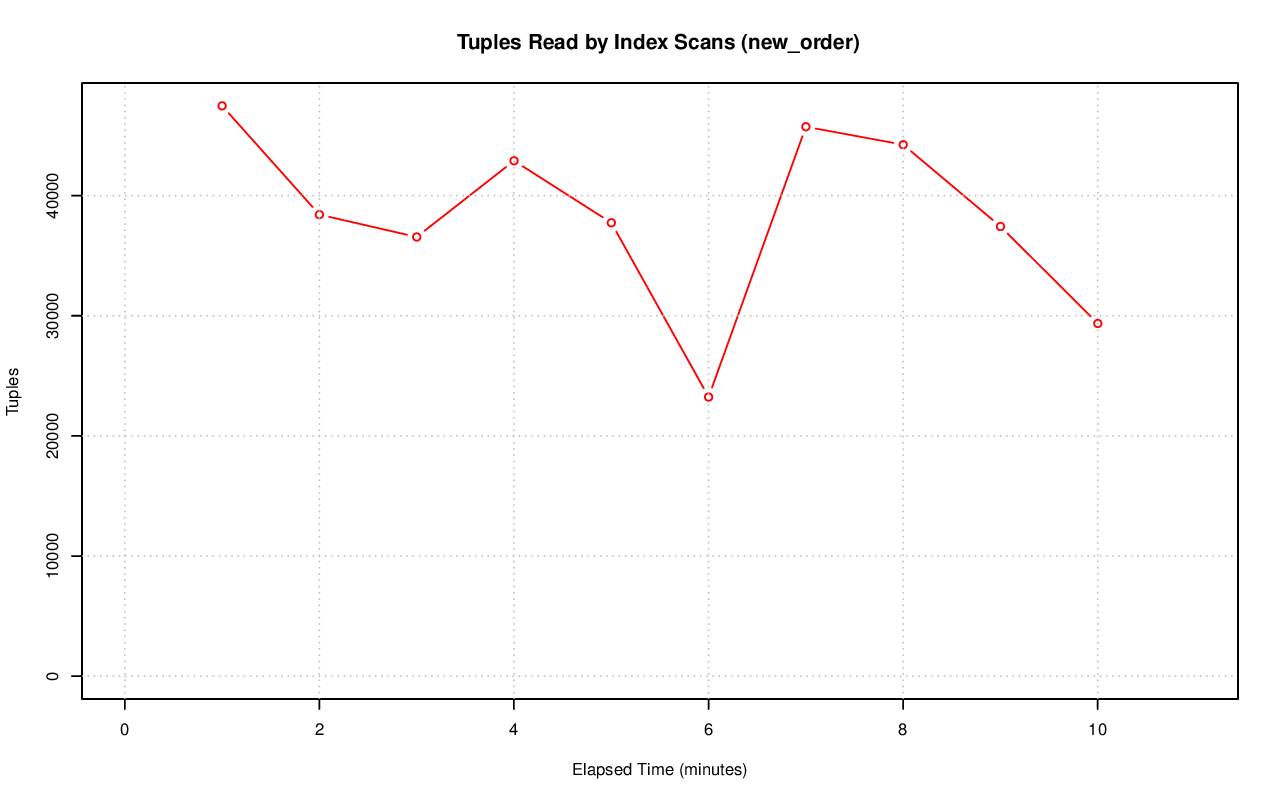 Tuples Read by Index Scans (new_order)
Tuples
40000
30000
20000
10000
0
0 2 4 6 8 10
Elapsed Time (minutes)